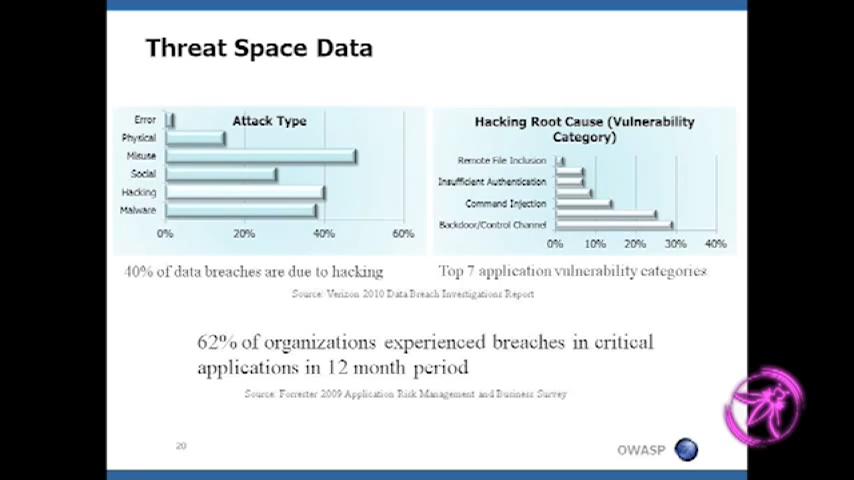 Threat Space Data
Attack Type
Error
Physical
Misuse
Social
Hacking
Malware
0% 20% 40% 60%
Hacking Root Cause (Vulnerability
Category)
Remote File Inclusion
Insufficient Authentication
Command Injection
Backdoor/Control Channel
0% 10% 20% 30% 40%
40% of data breaches are due to hacking
Top 7 application vulnerability categories
Source: Verizon 2010 Data Breach Investigations Report
62% of organizations experienced breaches in critical
applications in 12 month period
Source: Forrester 2009 Application Risk Management and Business Survey
20
OWASP